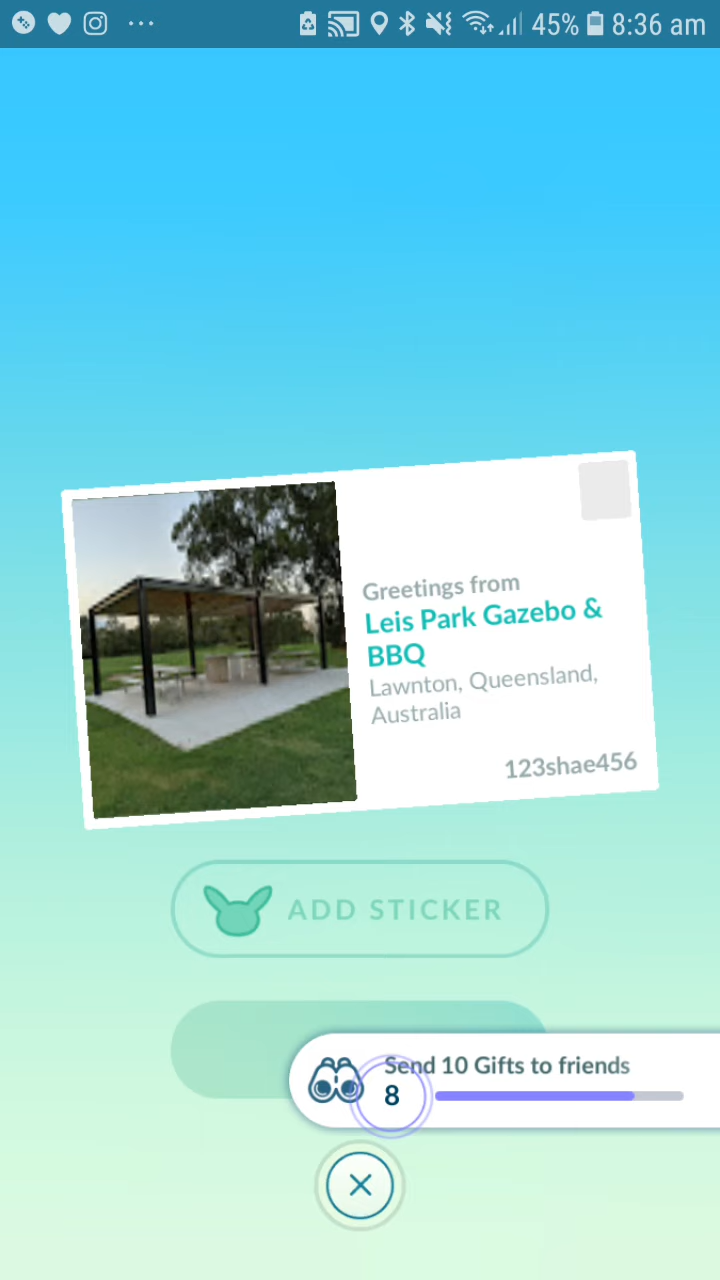 45% 8:36 am
Greetings from
Leis Park Gazebo &
BBQ
Lawnton, Queensland,
Australia
123shae456
ADD STICKER
Send 10 Gifts to friends
8